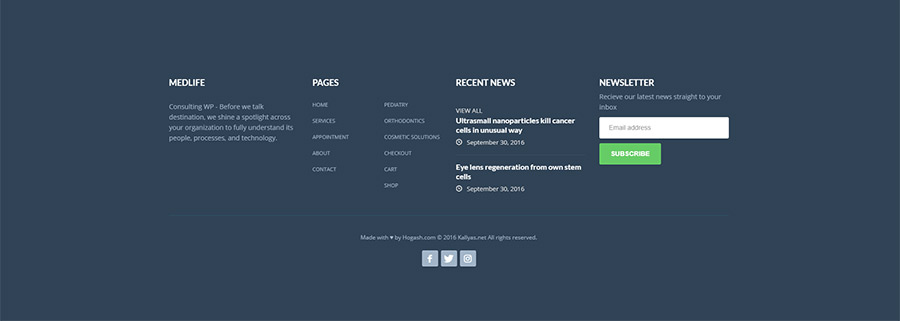 MEDLIFE
Consulting WP - Before we talk
destination, we shine a spotlight across
your organization to fully understand its
people, processes, and technology.
PAGES
HOME
SERVICES
APPOINTMENT
ABOUT
CONTACT
PEDIATRY
ORTHODONTICS
COSMETIC SOLUTIONS
CHECKOUT
CART
SHOP
RECENT NEWS
VIEW ALL
Ultrasmall nanoparticles kill cancer
cells in unusual way
September 30, 2016
Eye lens regeneration from own stem
cells
September 30, 2016
NEWSLETTER
Recieve our latest news straight to your
inbox
Email address
SUBSCRIBE
Made with ♥ by Hogash.com © 2016 Kallyas.net All rights reserved.